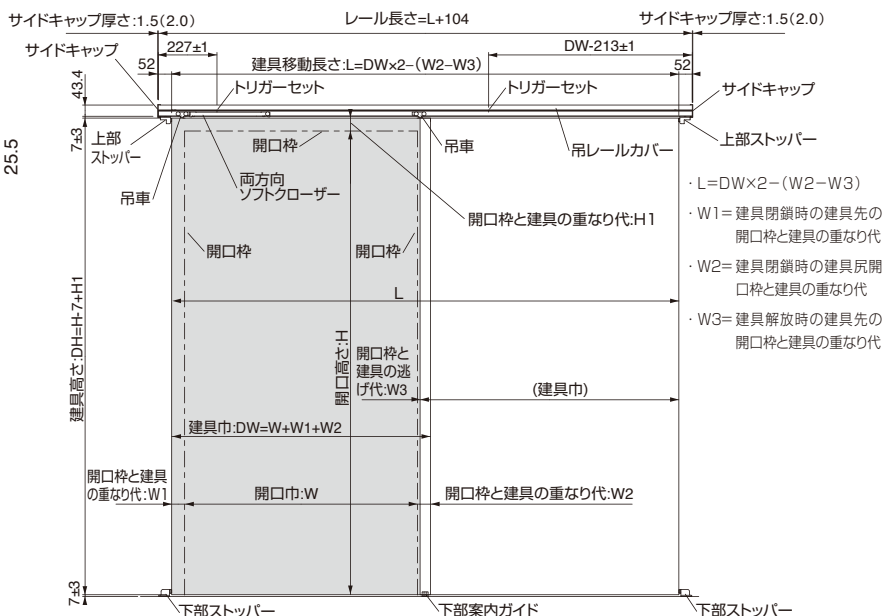 サイドキャップ厚さ:1.5(2.0)
レール長さ=L+104
サイドキャップ厚さ:1.5(2.0)
サイドキャップ
227±1
DW-213±1
52
建具移動長さ:L=DW×2-(W2-W3)
52
43.4
トリガーセット
トリガーセット
サイドキャップ
7±3
上部
ストッパー
開口枠
吊車
吊レールカバー
上部ストッパー
25.5
吊車
両方向
ソフトクローザー
開口枠と建具の重なり代:H1
開口枠
開口枠
・L=DW×2-(W2-W3)
・W1=建具閉鎖時の建具先の
開口枠と建具の重なり代
・W2=建具閉鎖時の建具尻開
口枠と建具の重なり代
・W3=建具解放時の建具先の
開口枠と建具の重なり代
L
建具高さ:DH=H-7+H1
開口高さ:H
開口枠と
建具の逃
げ代:W3
(建具巾)
建具巾:DW=W+W1+W2
開口枠と建具
の重なり代:W1
開口巾:W
開口枠と建具の重なり代:W2
7±3
下部ストッパー
下部案内ガイド
下部ストッパー